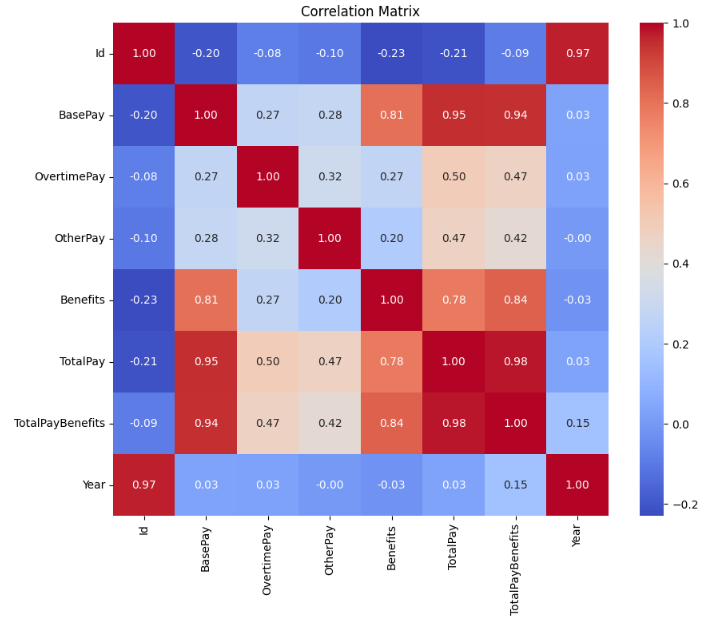 Correlation Matrix
Id 1.00 -0.20 -0.08 -0.10 -0.23 -0.21 -0.09 0.97
BasePay -0.20 1.00 0.27 0.28 0.81 0.95 0.94 0.03
OvertimePay -0.08 0.27 1.00 0.32 0.27 0.50 0.47 0.03
OtherPay -0.10 0.28 0.32 1.00 0.20 0.47 0.42 -0.00
Benefits -0.23 0.81 0.27 0.20 1.00 0.78 0.84 -0.03
TotalPay -0.21 0.95 0.50 0.47 0.78 1.00 0.98 0.03
TotalPayBenefits -0.09 0.94 0.47 0.42 0.84 0.98 1.00 0.15
Year 0.97 0.03 0.03 -0.00 -0.03 0.03 0.15 1.00
Id BasePay OvertimePay OtherPay Benefits TotalPay TotalPayBenefits Year
1.0
0.8
0.6
0.4
0.2
0.0
−0.2